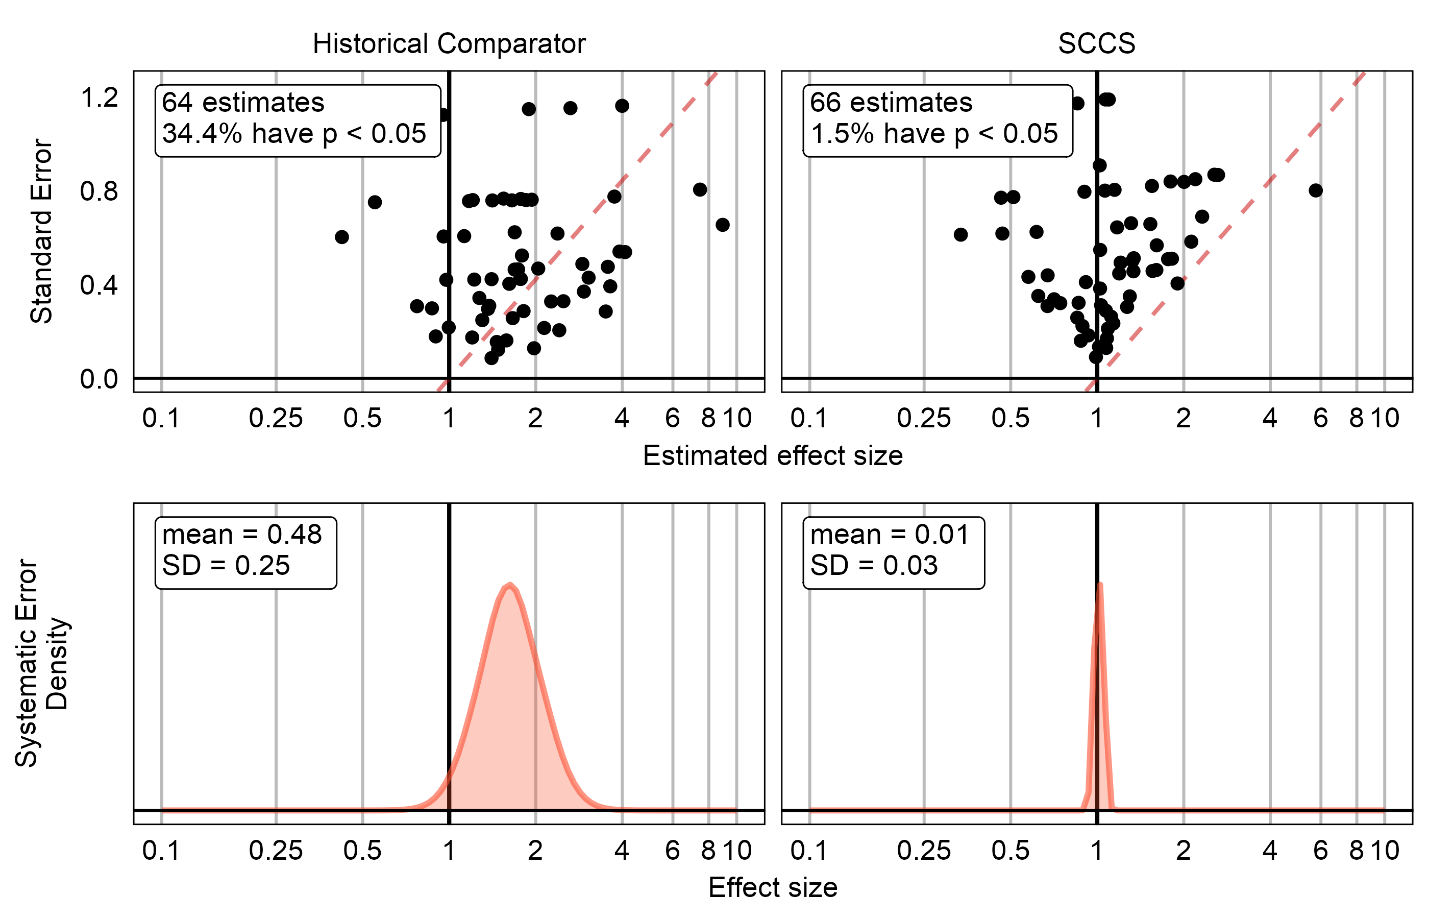 Historical Comparator
SCCS
Standard Error
1.2
0.8
0.4
0.0
64 estimates
34.4% have p < 0.05
66 estimates
1.5% have p < 0.05
0.1 0.25 0.5 1 2 4 6 8 10
0.1 0.25 0.5 1 2 4 6 8 10
Estimated effect size
Systematic Error
Density
mean = 0.48
SD = 0.25
mean = 0.01
SD = 0.03
0.1 0.25 0.5 1 2 4 6 8 10
0.1 0.25 0.5 1 2 4 6 8 10
Effect size